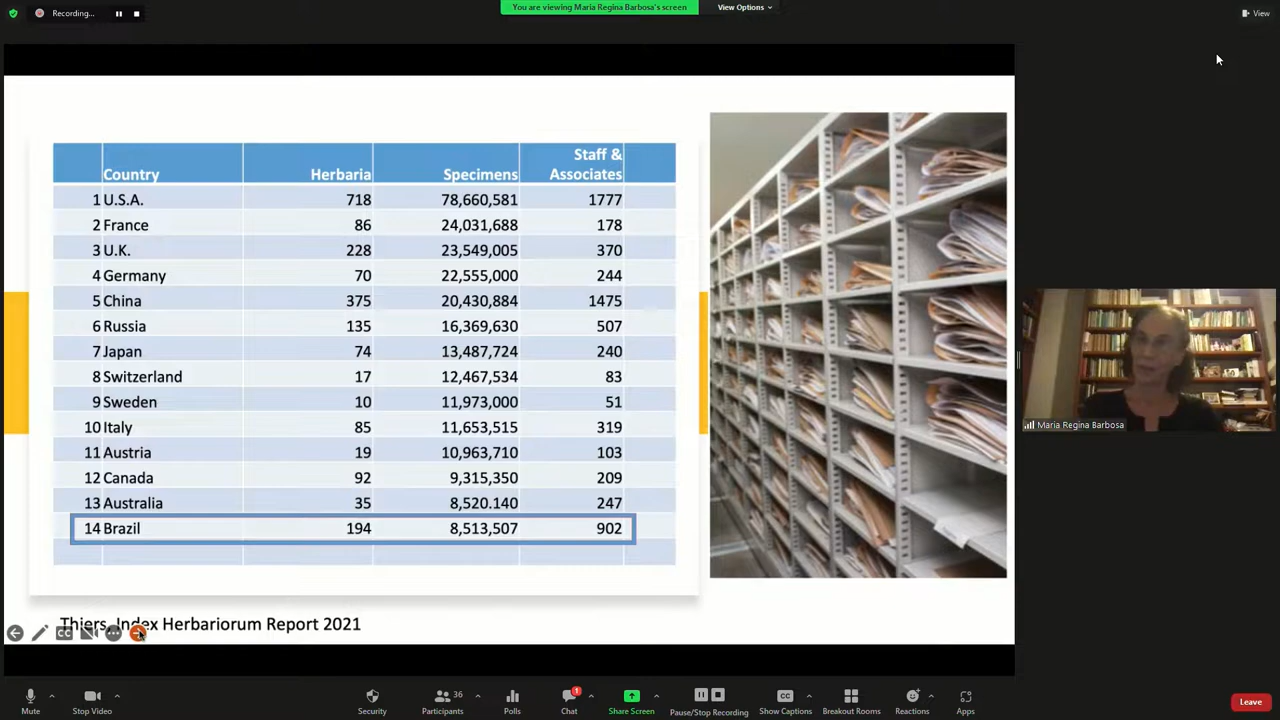 Recording...
You are viewing Maria Regina Barbosa's screen
View Options
View
Staff &
Country Herbaria Specimens Associates
1 U.S.A. 718 78,660,581 1777
2 France 86 24,031,688 178
3 U.K. 228 23,549,005 370
4 Germany 70 22,555,000 244
5 China 375 20,430,884 1475
6 Russia 135 16,369,630 507
7 Japan 74 13,487,724 240
8 Switzerland 17 12,467,534 83
9 Sweden 10 11,973,000 51
10 Italy 85 11,653,515 319
11 Austria 19 10,963,710 103
12 Canada 92 9,315,350 209
13 Australia 35 8,520.140 247
14 Brazil 194 8,513,507 902
Thiers, Index Herbariorum Report 2021
CC
Maria Regina Barbosa
Mute
Stop Video
Security
36
Participants
Polls
1
Chat
Share Screen
Pause/Stop Recording
CC
Show Captions
Breakout Rooms
Reactions
Apps
Leave